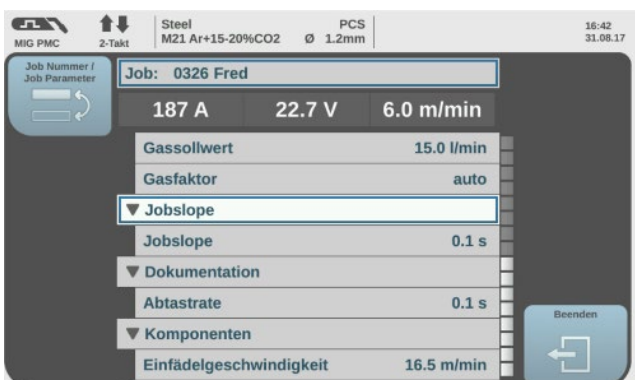 MIG PMC
2-Takt
Steel PCS
M21 Ar+15-20%CO2 Ø 1.2mm
16:42
31.08.17
Job Nummer /
Job Parameter
Job: 0326 Fred
187 A 22.7 V 6.0 m/min
Gassollwert 15.0 l/min
Gasfaktor auto
▼ Jobslope
Jobslope 0.1 s
▼ Dokumentation
Abtastrate 0.1 s
▼ Komponenten
Einfädelgeschwindigkeit 16.5 m/min
Beenden